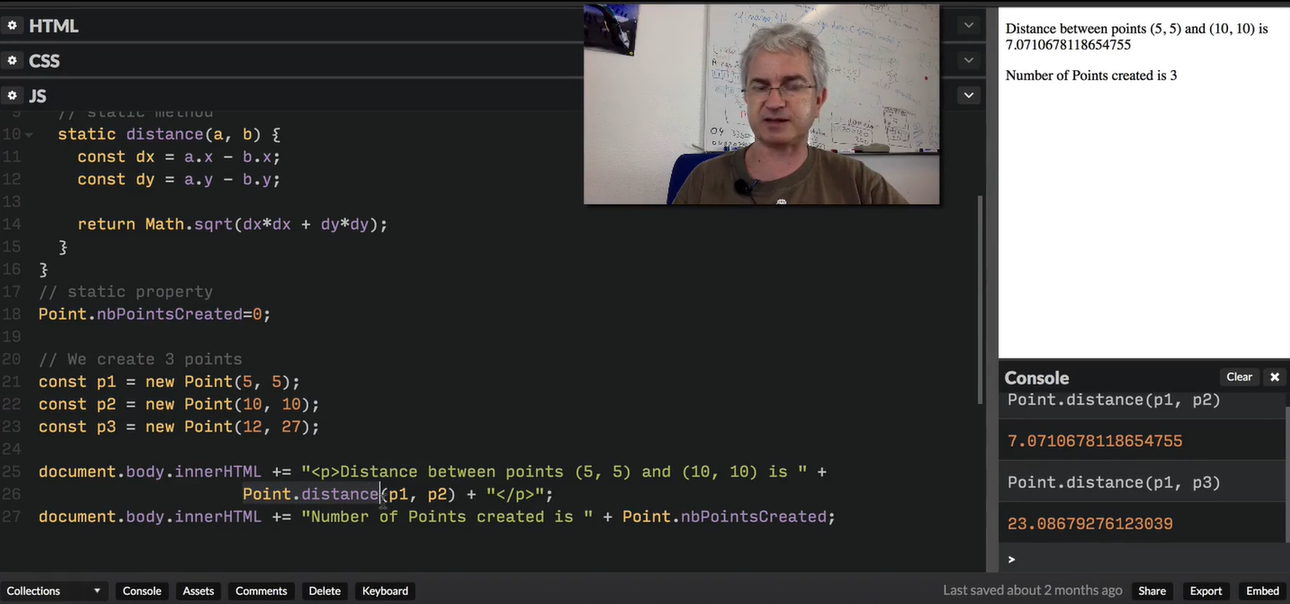 HTML
CSS
JS
9 // static method
10 static distance(a, b) {
11 const dx = a.x - b.x;
12 const dy = a.y - b.y;
13
14 return Math.sqrt(dx*dx + dy*dy);
15 }
16 }
17 // static property
18 Point.nbPointsCreated=0;
19
20 // We create 3 points
21 const p1 = new Point(5, 5);
22 const p2 = new Point(10, 10);
23 const p3 = new Point(12, 27);
24
25 document.body.innerHTML += "<p>Distance between points (5, 5) and (10, 10) is " +
26 Point.distance(p1, p2) + "</p>";
27 document.body.innerHTML += "Number of Points created is " + Point.nbPointsCreated;
Distance between points (5, 5) and (10, 10) is
7.0710678118654755
Number of Points created is 3
Console Clear
Point.distance(p1, p2)
7.0710678118654755
Point.distance(p1, p3)
23.08679276123039
>
Collections Console Assets Comments Delete Keyboard Last saved about 2 months ago Share Export Embed